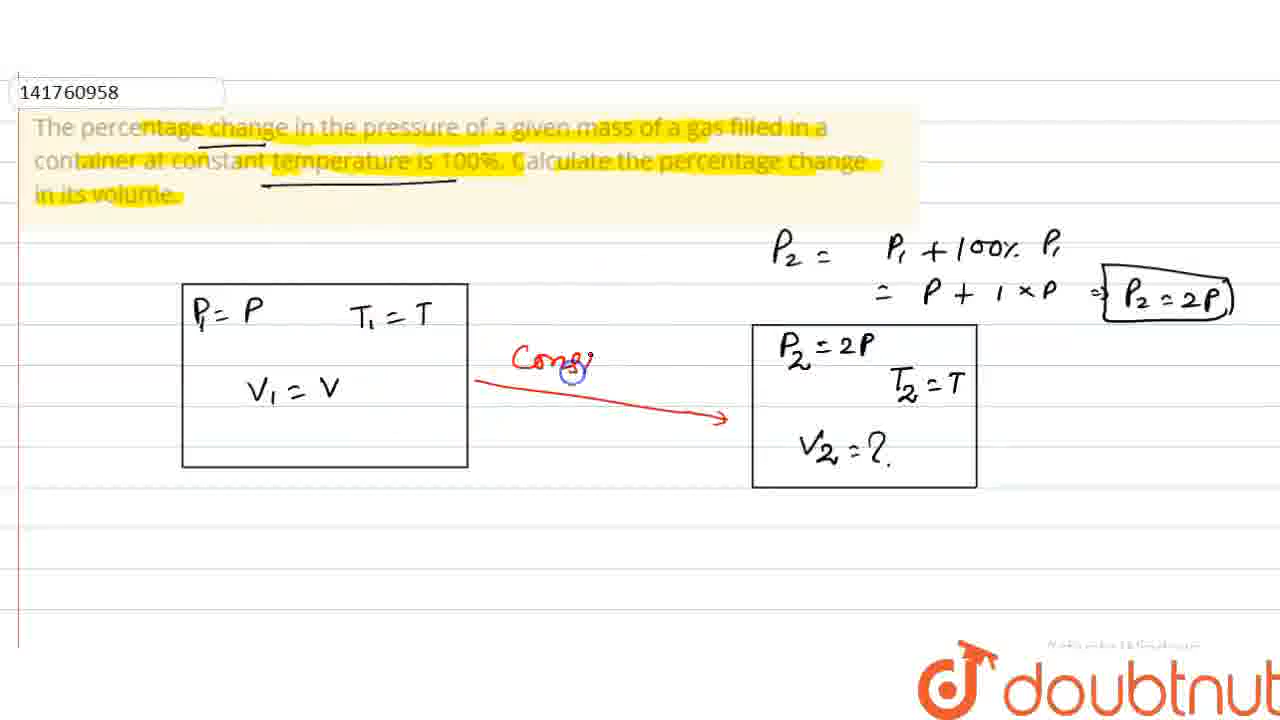 141760958
The percentage change in the pressure of a given mass of a gas filled in a
container at constant temperature is 100%. Calculate the percentage change
in its volume.
P₂ = P₁ + 100% P₁
= P + 1 × P ⇒ P₂ = 2P
P₁ = P T₁ = T
V₁ = V
Cons
P₂ = 2P
T₂ = T
V₂ = ?
doubtnut